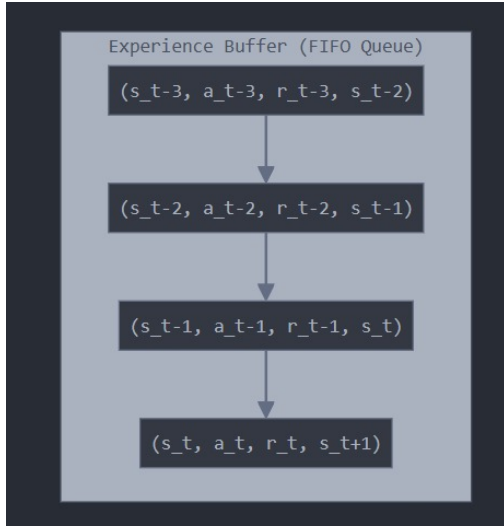 Experience Buffer (FIFO Queue)
(s_t-3, a_t-3, r_t-3, s_t-2)
(s_t-2, a_t-2, r_t-2, s_t-1)
(s_t-1, a_t-1, r_t-1, s_t)
(s_t, a_t, r_t, s_t+1)